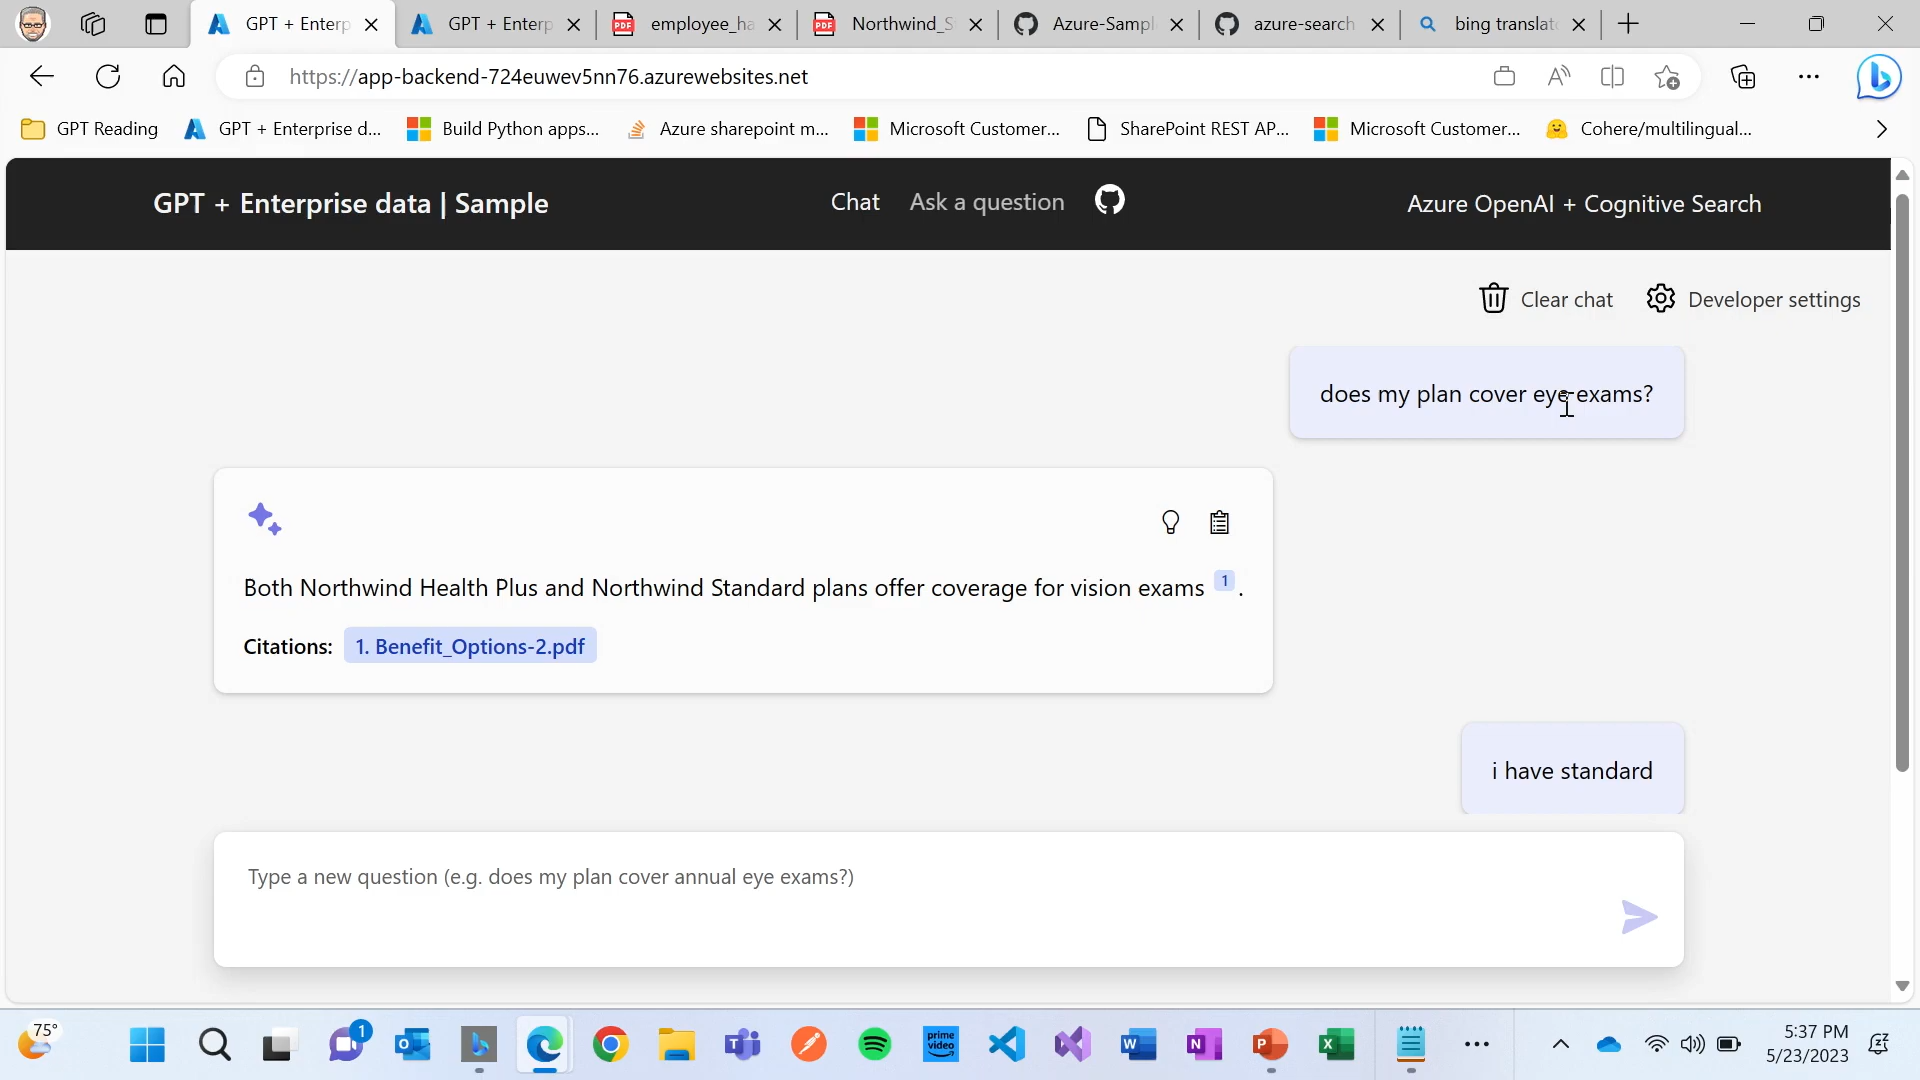 GPT + Enterp
GPT + Enterp
employee_ha
Northwind_S
Azure-Sampl
azure-search
bing translat
https://app-backend-724euwev5nn76.azurewebsites.net
GPT Reading
GPT + Enterprise d...
Build Python apps...
Azure sharepoint m...
Microsoft Customer...
SharePoint REST AP...
Microsoft Customer...
Cohere/multilingual...
GPT + Enterprise data | Sample
Chat
Ask a question
Azure OpenAI + Cognitive Search
Clear chat
Developer settings
does my plan cover eye exams?
Both Northwind Health Plus and Northwind Standard plans offer coverage for vision exams 1 .
Citations: 1. Benefit_Options-2.pdf
i have standard
Type a new question (e.g. does my plan cover annual eye exams?)
75°
1
prime video
5:37 PM
5/23/2023